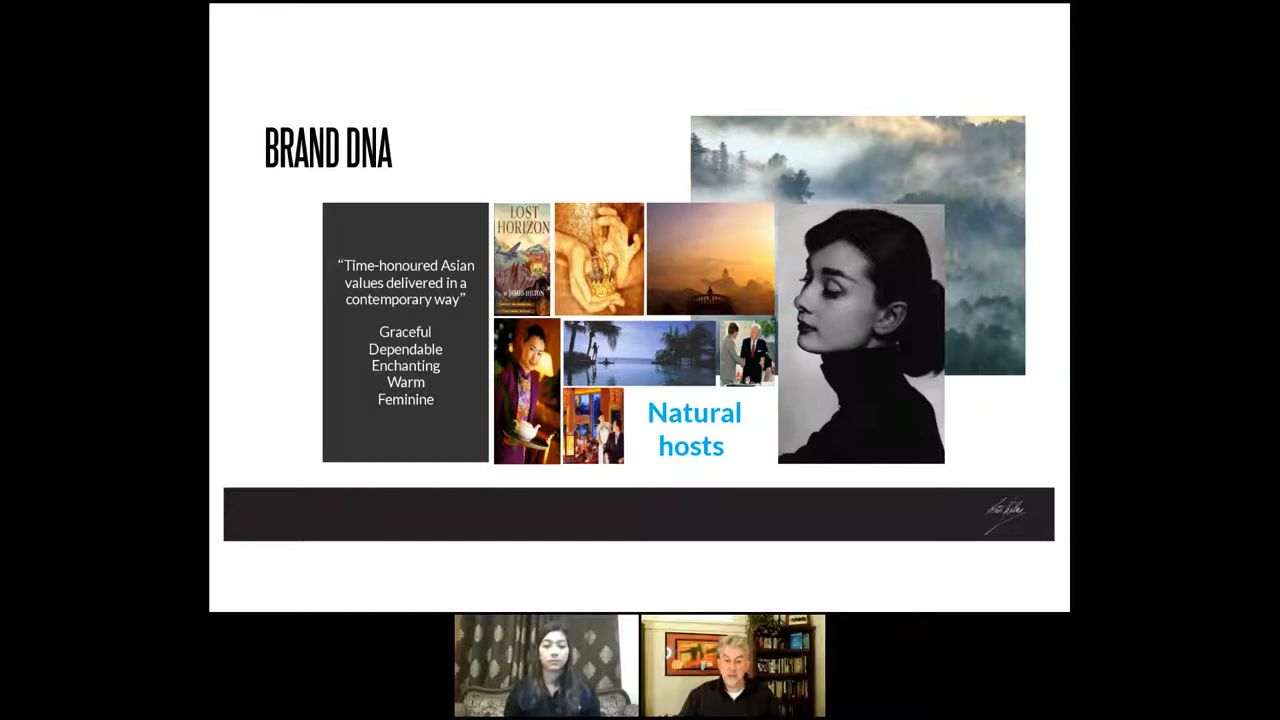 BRAND DNA
“Time-honoured Asian
values delivered in a
contemporary way”
Graceful
Dependable
Enchanting
Warm
Feminine
LOST
HORIZON
JAMES HILTON
Natural
hosts